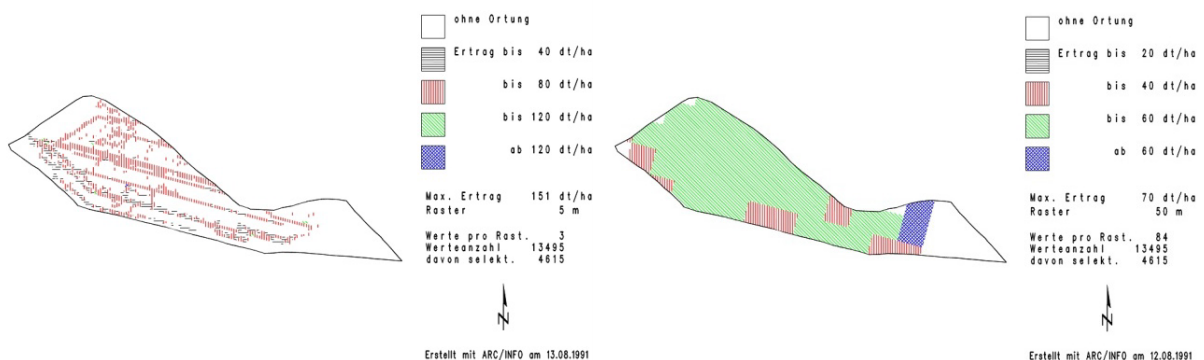 ohne Ortung
Ertrag bis 40 dt/ha
bis 80 dt/ha
bis 120 dt/ha
ab 120 dt/ha
Max. Ertrag 151 dt/ha
Raster 5 m
Werte pro Rast. 3
Werteanzahl 13495
davon selekt. 4615
N
Erstellt mit ARC/INFO am 13.08.1991
ohne Ortung
Ertrag bis 20 dt/ha
bis 40 dt/ha
bis 60 dt/ha
ab 60 dt/ha
Max. Ertrag 70 dt/ha
Raster 50 m
Werte pro Rast. 84
Werteanzahl 13495
davon selekt. 4615
N
Erstellt mit ARC/INFO am 12.08.1991